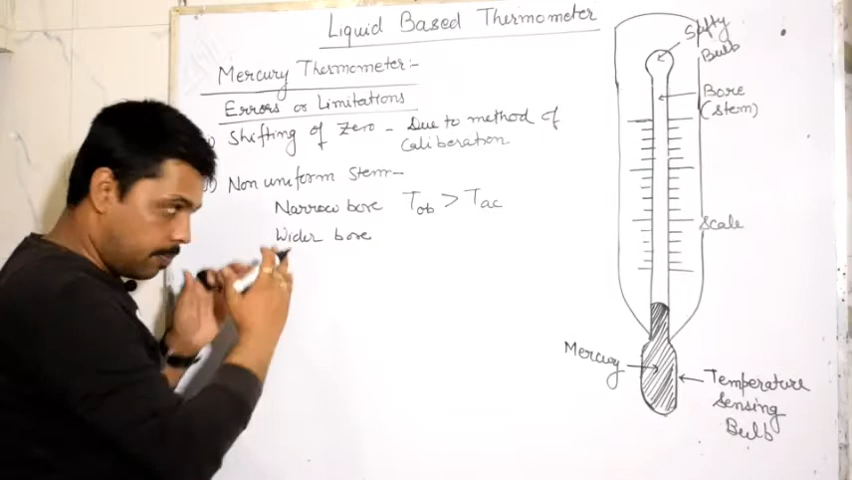 Liquid Based Thermometer
Mercury Thermometer:-
Errors or Limitations
Shifting of Zero - Due to method of
caliberation
Non uniform Stem-
Narrow bore Tob > Tac
Wider bore
Safty
Bulb
Bore
(stem)
Scale
Mercury
Temperature
Sensing
Bulb